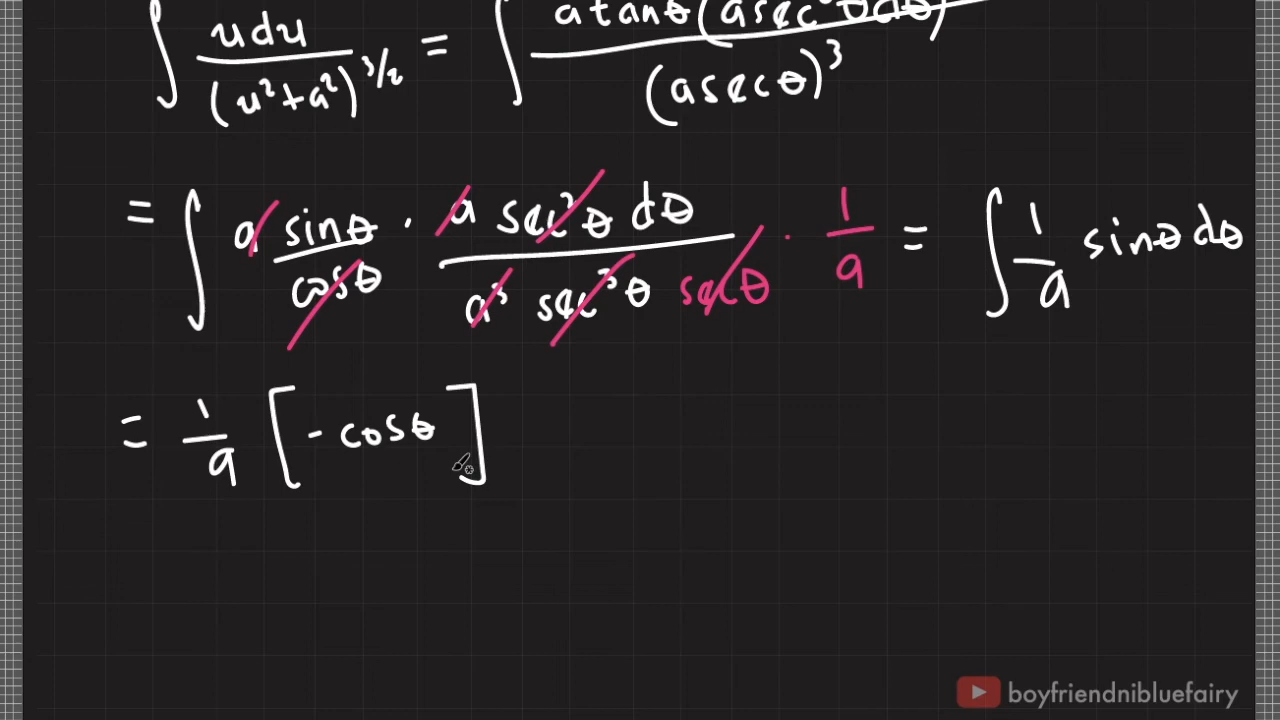 ∫ u du / (u² + a²)^3/2 = ∫ a tanθ (a sec²θ dθ) / (a secθ)³
= ∫ a sinθ / cosθ · a sec²θ dθ / a³ sec³θ secθ · 1/a = ∫ 1/a sinθ dθ
= 1/a [ - cosθ ]
boyfriendnibluefairy